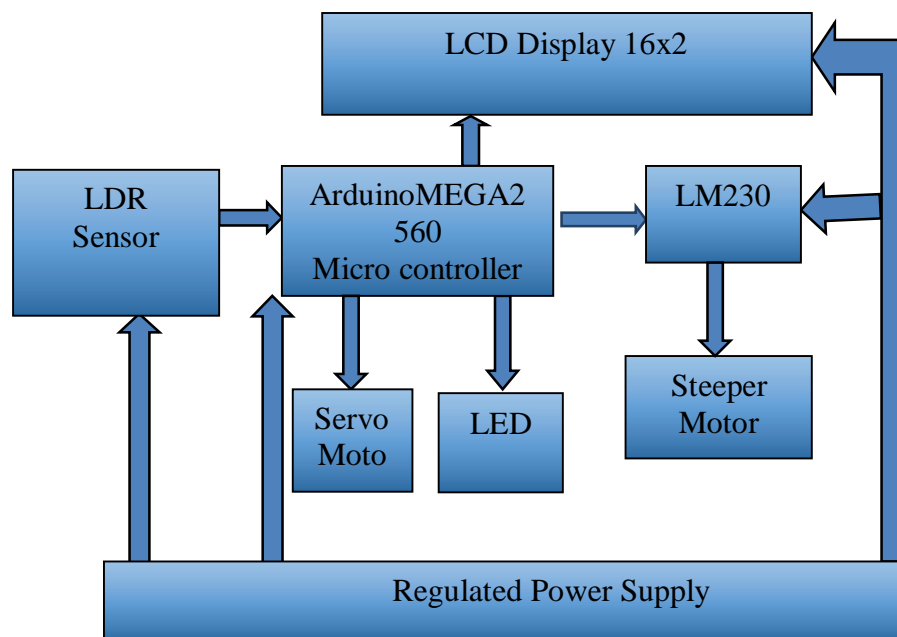 LCD Display 16x2
LDR
Sensor
ArduinoMEGA2
560
Micro controller
LM230
Servo
Moto
LED
Steeper
Motor
Regulated Power Supply